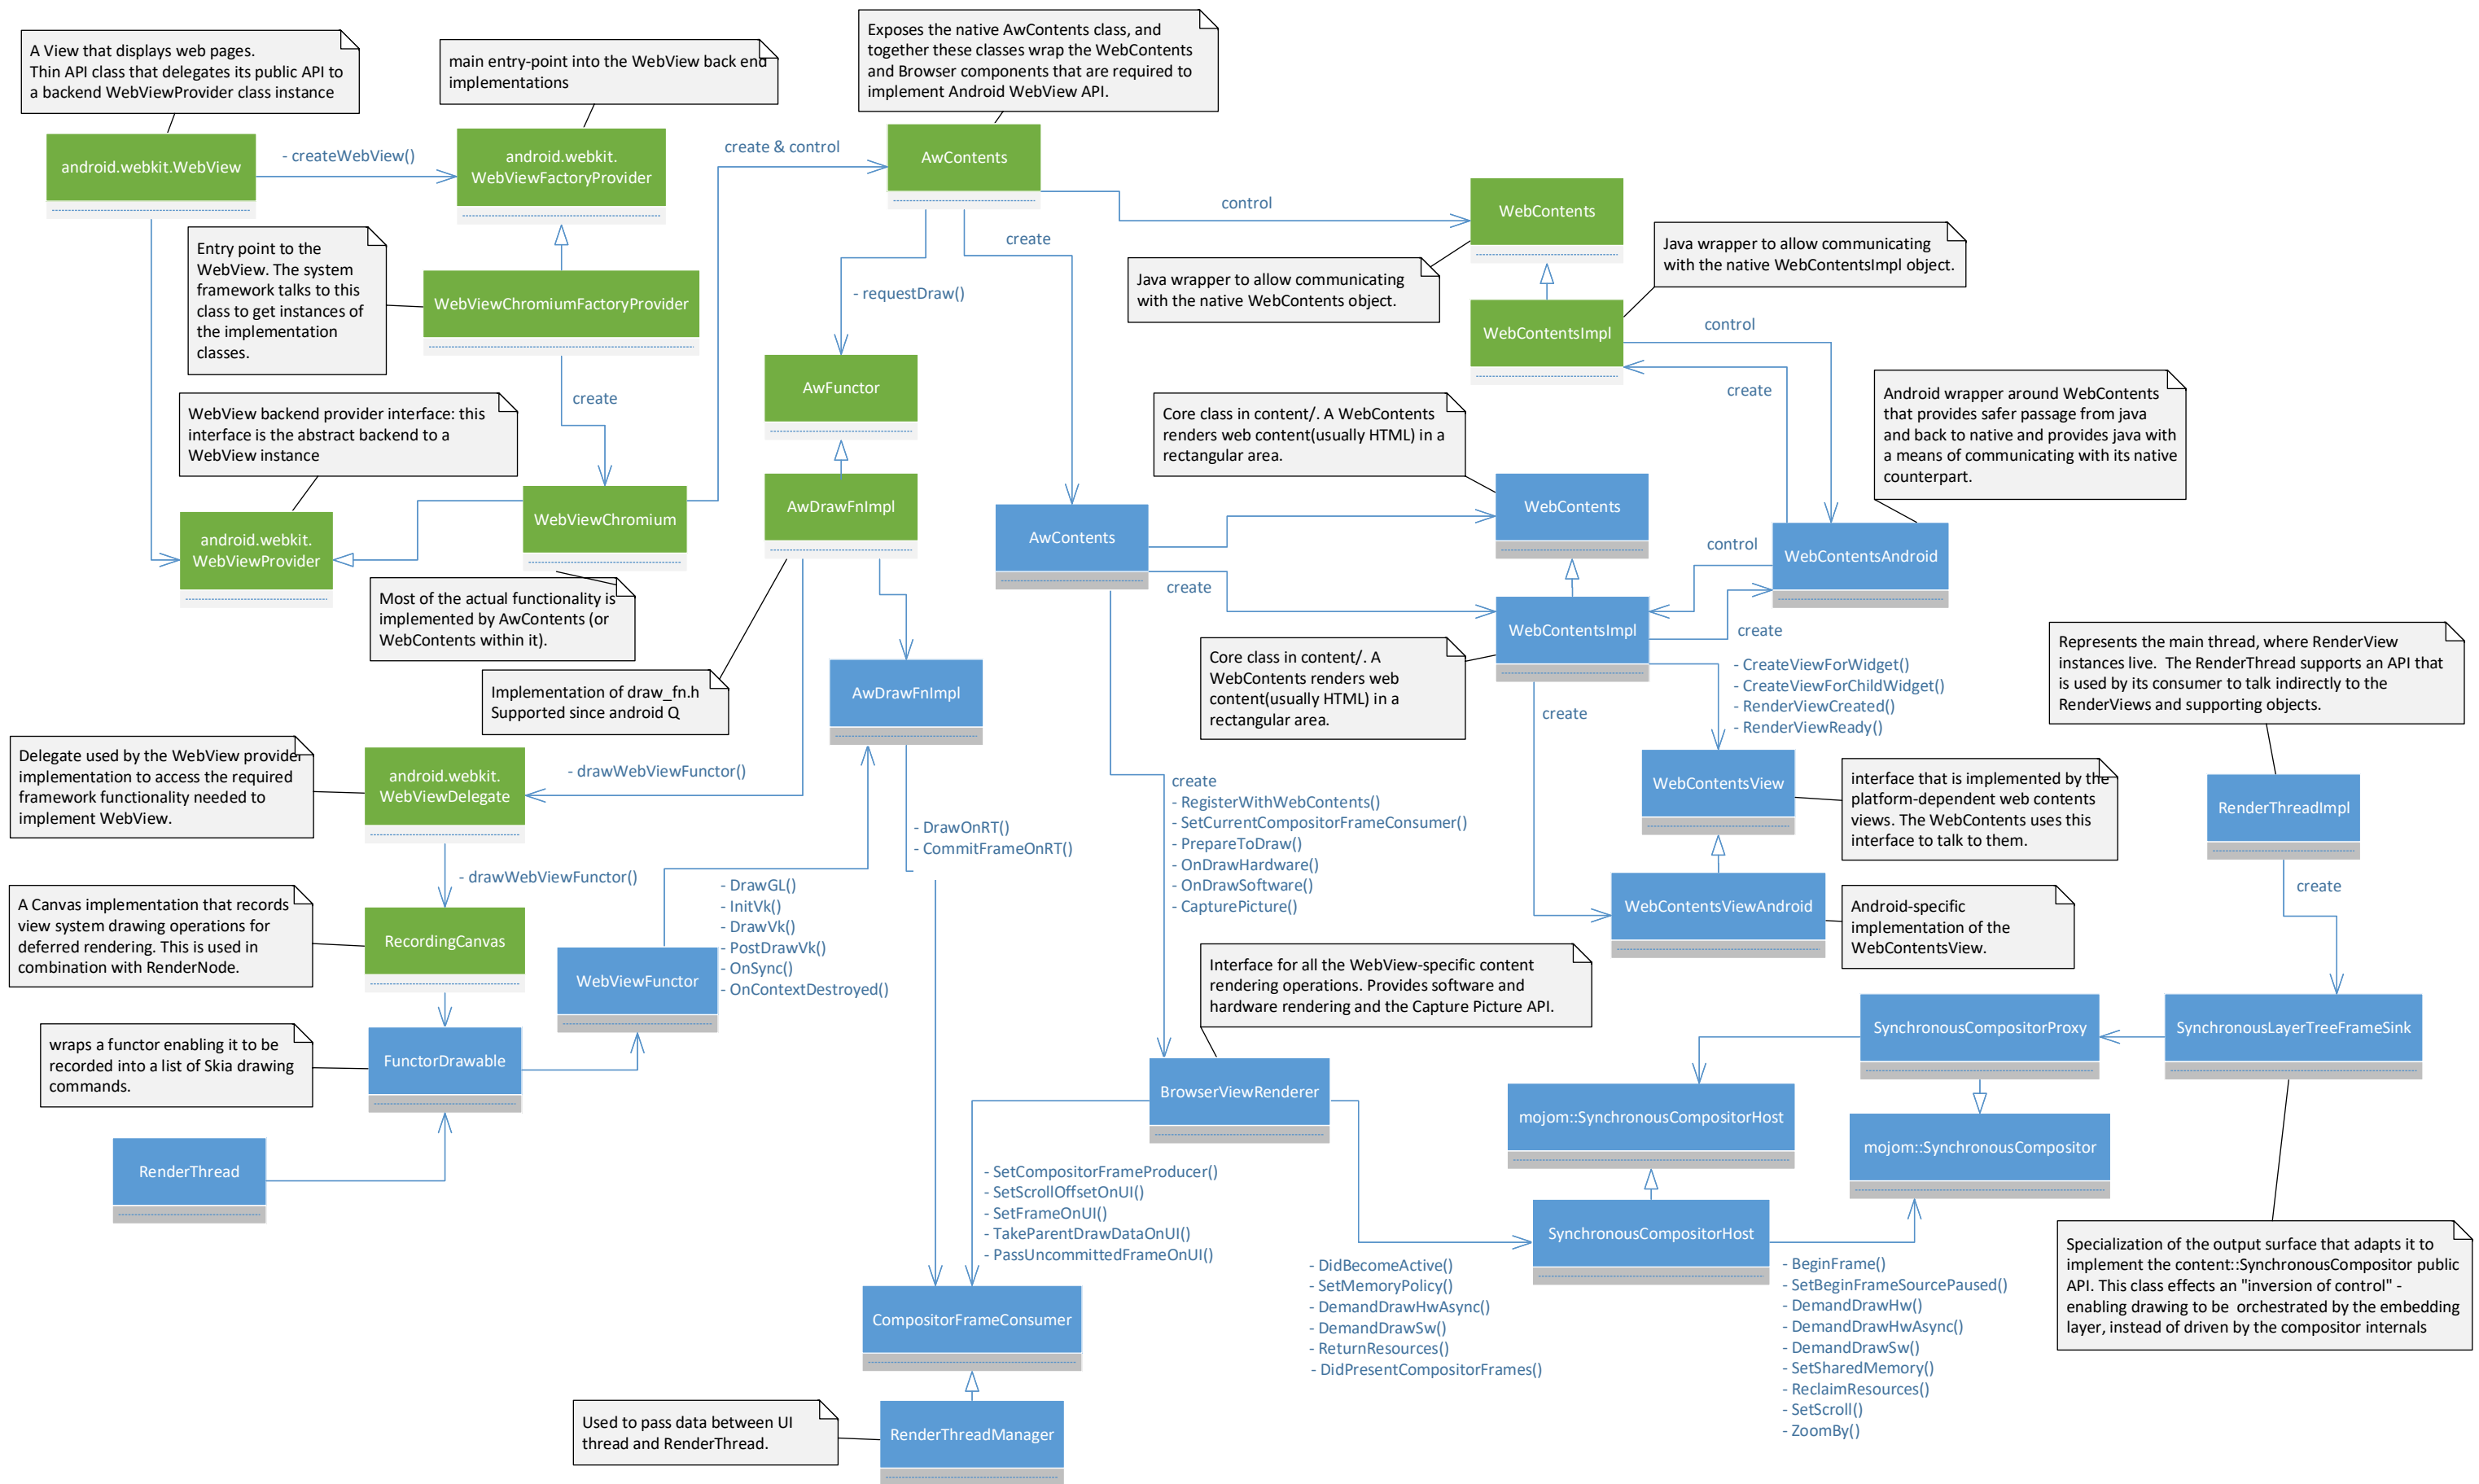 A View that displays web pages.
Thin API class that delegates its public API to
a backend WebViewProvider class instance
main entry-point into the WebView back end
implementations
Exposes the native AwContents class, and
together these classes wrap the WebContents
and Browser components that are required to
implement Android WebView API.
android.webkit.WebView
- createWebView()
android.webkit.
WebViewFactoryProvider
create & control
AwContents
control
WebContents
create
Java wrapper to allow communicating
with the native WebContentsImpl object.
Entry point to the
WebView. The system
framework talks to this
class to get instances of
the implementation
classes.
WebViewChromiumFactoryProvider
- requestDraw()
Java wrapper to allow communicating
with the native WebContents object.
WebContentsImpl
control
create
AwFunctor
create
WebView backend provider interface: this
interface is the abstract backend to a
WebView instance
Core class in content/. A WebContents
renders web content(usually HTML) in a
rectangular area.
Android wrapper around WebContents
that provides safer passage from java
and back to native and provides java with
a means of communicating with its native
counterpart.
android.webkit.
WebViewProvider
WebViewChromium
AwDrawFnImpl
AwContents
WebContents
control
WebContentsAndroid
create
Most of the actual functionality is
implemented by AwContents (or
WebContents within it).
WebContentsImpl
create
Implementation of draw_fn.h
Supported since android Q
AwDrawFnImpl
Core class in content/. A
WebContents renders web
content(usually HTML) in a
rectangular area.
create
- CreateViewForWidget()
- CreateViewForChildWidget()
- RenderViewCreated()
- RenderViewReady()
Represents the main thread, where RenderView
instances live.  The RenderThread supports an API that
is used by its consumer to talk indirectly to the
RenderViews and supporting objects.
Delegate used by the WebView provider
implementation to access the required
framework functionality needed to
implement WebView.
android.webkit.
WebViewDelegate
- drawWebViewFunctor()
create
- RegisterWithWebContents()
- SetCurrentCompositorFrameConsumer()
- PrepareToDraw()
- OnDrawHardware()
- OnDrawSoftware()
- CapturePicture()
WebContentsView
interface that is implemented by the
platform-dependent web contents
views. The WebContents uses this
interface to talk to them.
RenderThreadImpl
- DrawOnRT()
- CommitFrameOnRT()
- drawWebViewFunctor()
create
A Canvas implementation that records
view system drawing operations for
deferred rendering. This is used in
combination with RenderNode.
RecordingCanvas
- DrawGL()
- InitVk()
- DrawVk()
- PostDrawVk()
- OnSync()
- OnContextDestroyed()
WebViewFunctor
WebContentsViewAndroid
Android-specific
implementation of the
WebContentsView.
Interface for all the WebView-specific content
rendering operations. Provides software and
hardware rendering and the Capture Picture API.
wraps a functor enabling it to be
recorded into a list of Skia drawing
commands.
FunctorDrawable
SynchronousCompositorProxy
SynchronousLayerTreeFrameSink
BrowserViewRenderer
mojom::SynchronousCompositorHost
mojom::SynchronousCompositor
RenderThread
- SetCompositorFrameProducer()
- SetScrollOffsetOnUI()
- SetFrameOnUI()
- TakeParentDrawDataOnUI()
- PassUncommittedFrameOnUI()
SynchronousCompositorHost
- DidBecomeActive()
- SetMemoryPolicy()
- DemandDrawHwAsync()
- DemandDrawSw()
- ReturnResources()
- DidPresentCompositorFrames()
- BeginFrame()
- SetBeginFrameSourcePaused()
- DemandDrawHw()
- DemandDrawHwAsync()
- DemandDrawSw()
- SetSharedMemory()
- ReclaimResources()
- SetScroll()
- ZoomBy()
Specialization of the output surface that adapts it to
implement the content::SynchronousCompositor public
API. This class effects an "inversion of control" -
enabling drawing to be  orchestrated by the embedding
layer, instead of driven by the compositor internals
CompositorFrameConsumer
Used to pass data between UI
thread and RenderThread.
RenderThreadManager